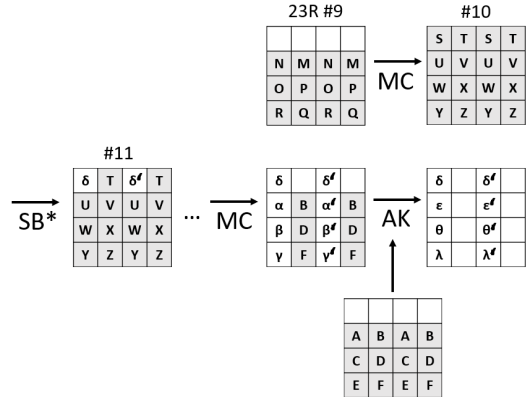 23R #9
#10
N M N M
O P O P
R Q R Q
MC
S T S T
U V U V
W X W X
Y Z Y Z
#11
SB*
δ T δ′ T
U V U V
W X W X
Y Z Y Z
... MC
δ δ′
α B α′ B
β D β′ D
γ F γ′ F
AK
δ δ′
ε ε′
θ θ′
λ λ′
A B A B
C D C D
E F E F